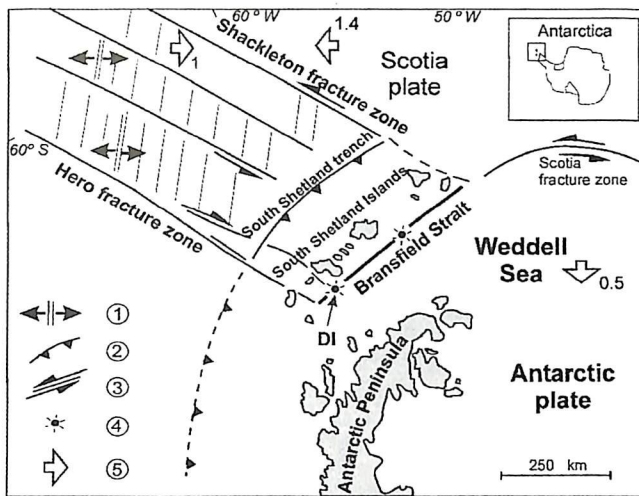 60° W
50° W
1.4
1
Shackleton fracture zone
Scotia
plate
Antarctica
60° S
Hero fracture zone
South Shetland trench
South Shetland Islands
Bransfield Strait
Scotia
fracture zone
Weddell
Sea
0.5
DI
Antarctic Peninsula
Antarctic
plate
①
②
③
④
⑤
250 km